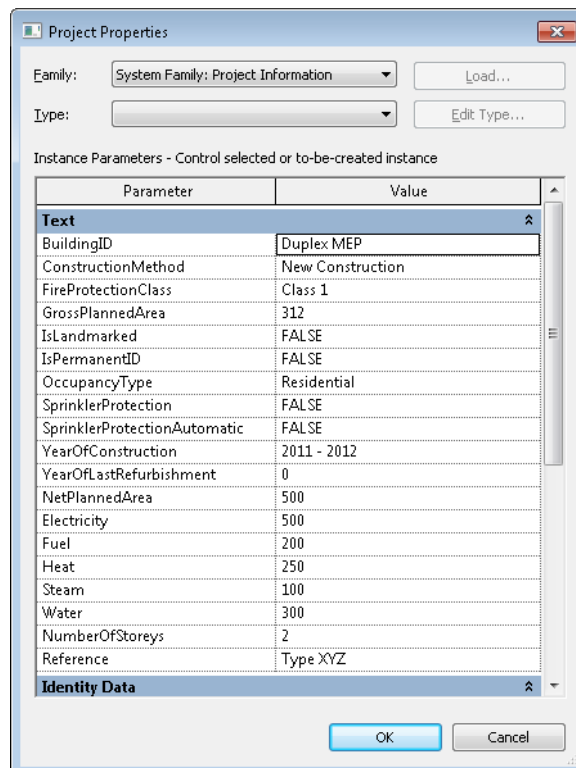 Project Properties
Family: System Family: Project Information Load...
Type: Edit Type...
Instance Parameters - Control selected or to-be-created instance
Parameter Value
Text
BuildingID Duplex MEP
ConstructionMethod New Construction
FireProtectionClass Class 1
GrossPlannedArea 312
IsLandmarked FALSE
IsPermanentID FALSE
OccupancyType Residential
SprinklerProtection FALSE
SprinklerProtectionAutomatic FALSE
YearOfConstruction 2011 - 2012
YearOfLastRefurbishment 0
NetPlannedArea 500
Electricity 500
Fuel 200
Heat 250
Steam 100
Water 300
NumberOfStoreys 2
Reference Type XYZ
Identity Data
OK Cancel